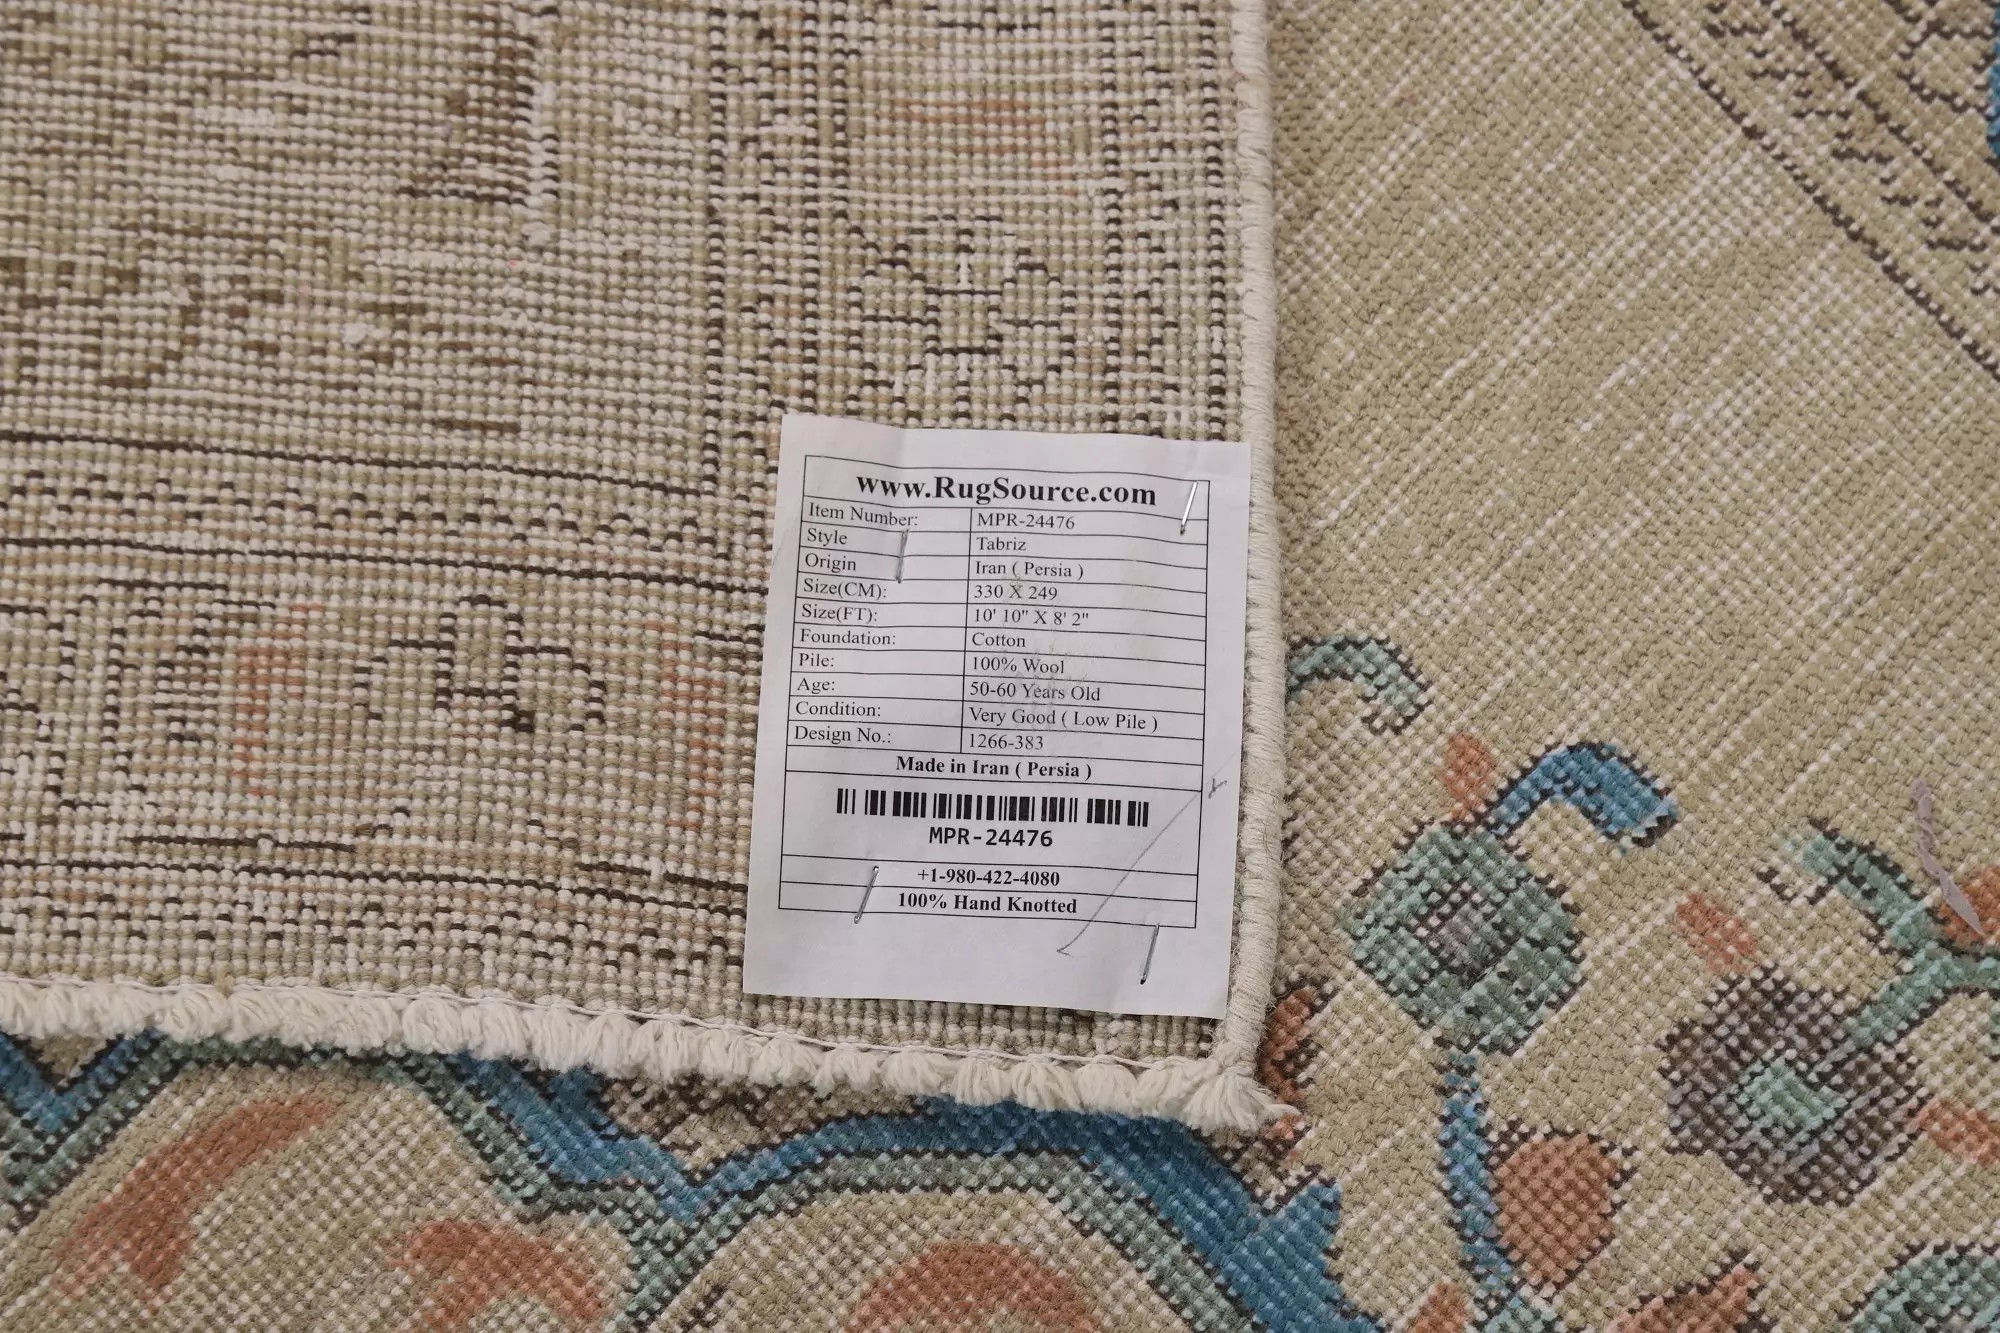 www.RugSource.com
Item Number: MPR-24476
Style Tabriz
Origin Iran ( Persia )
Size(CM): 330 X 249
Size(FT): 10' 10" X 8' 2"
Foundation: Cotton
Pile: 100% Wool
Age: 50-60 Years Old
Condition: Very Good ( Low Pile )
Design No.: 1266-383
Made in Iran ( Persia )
MPR-24476
+1-980-422-4080
100% Hand Knotted